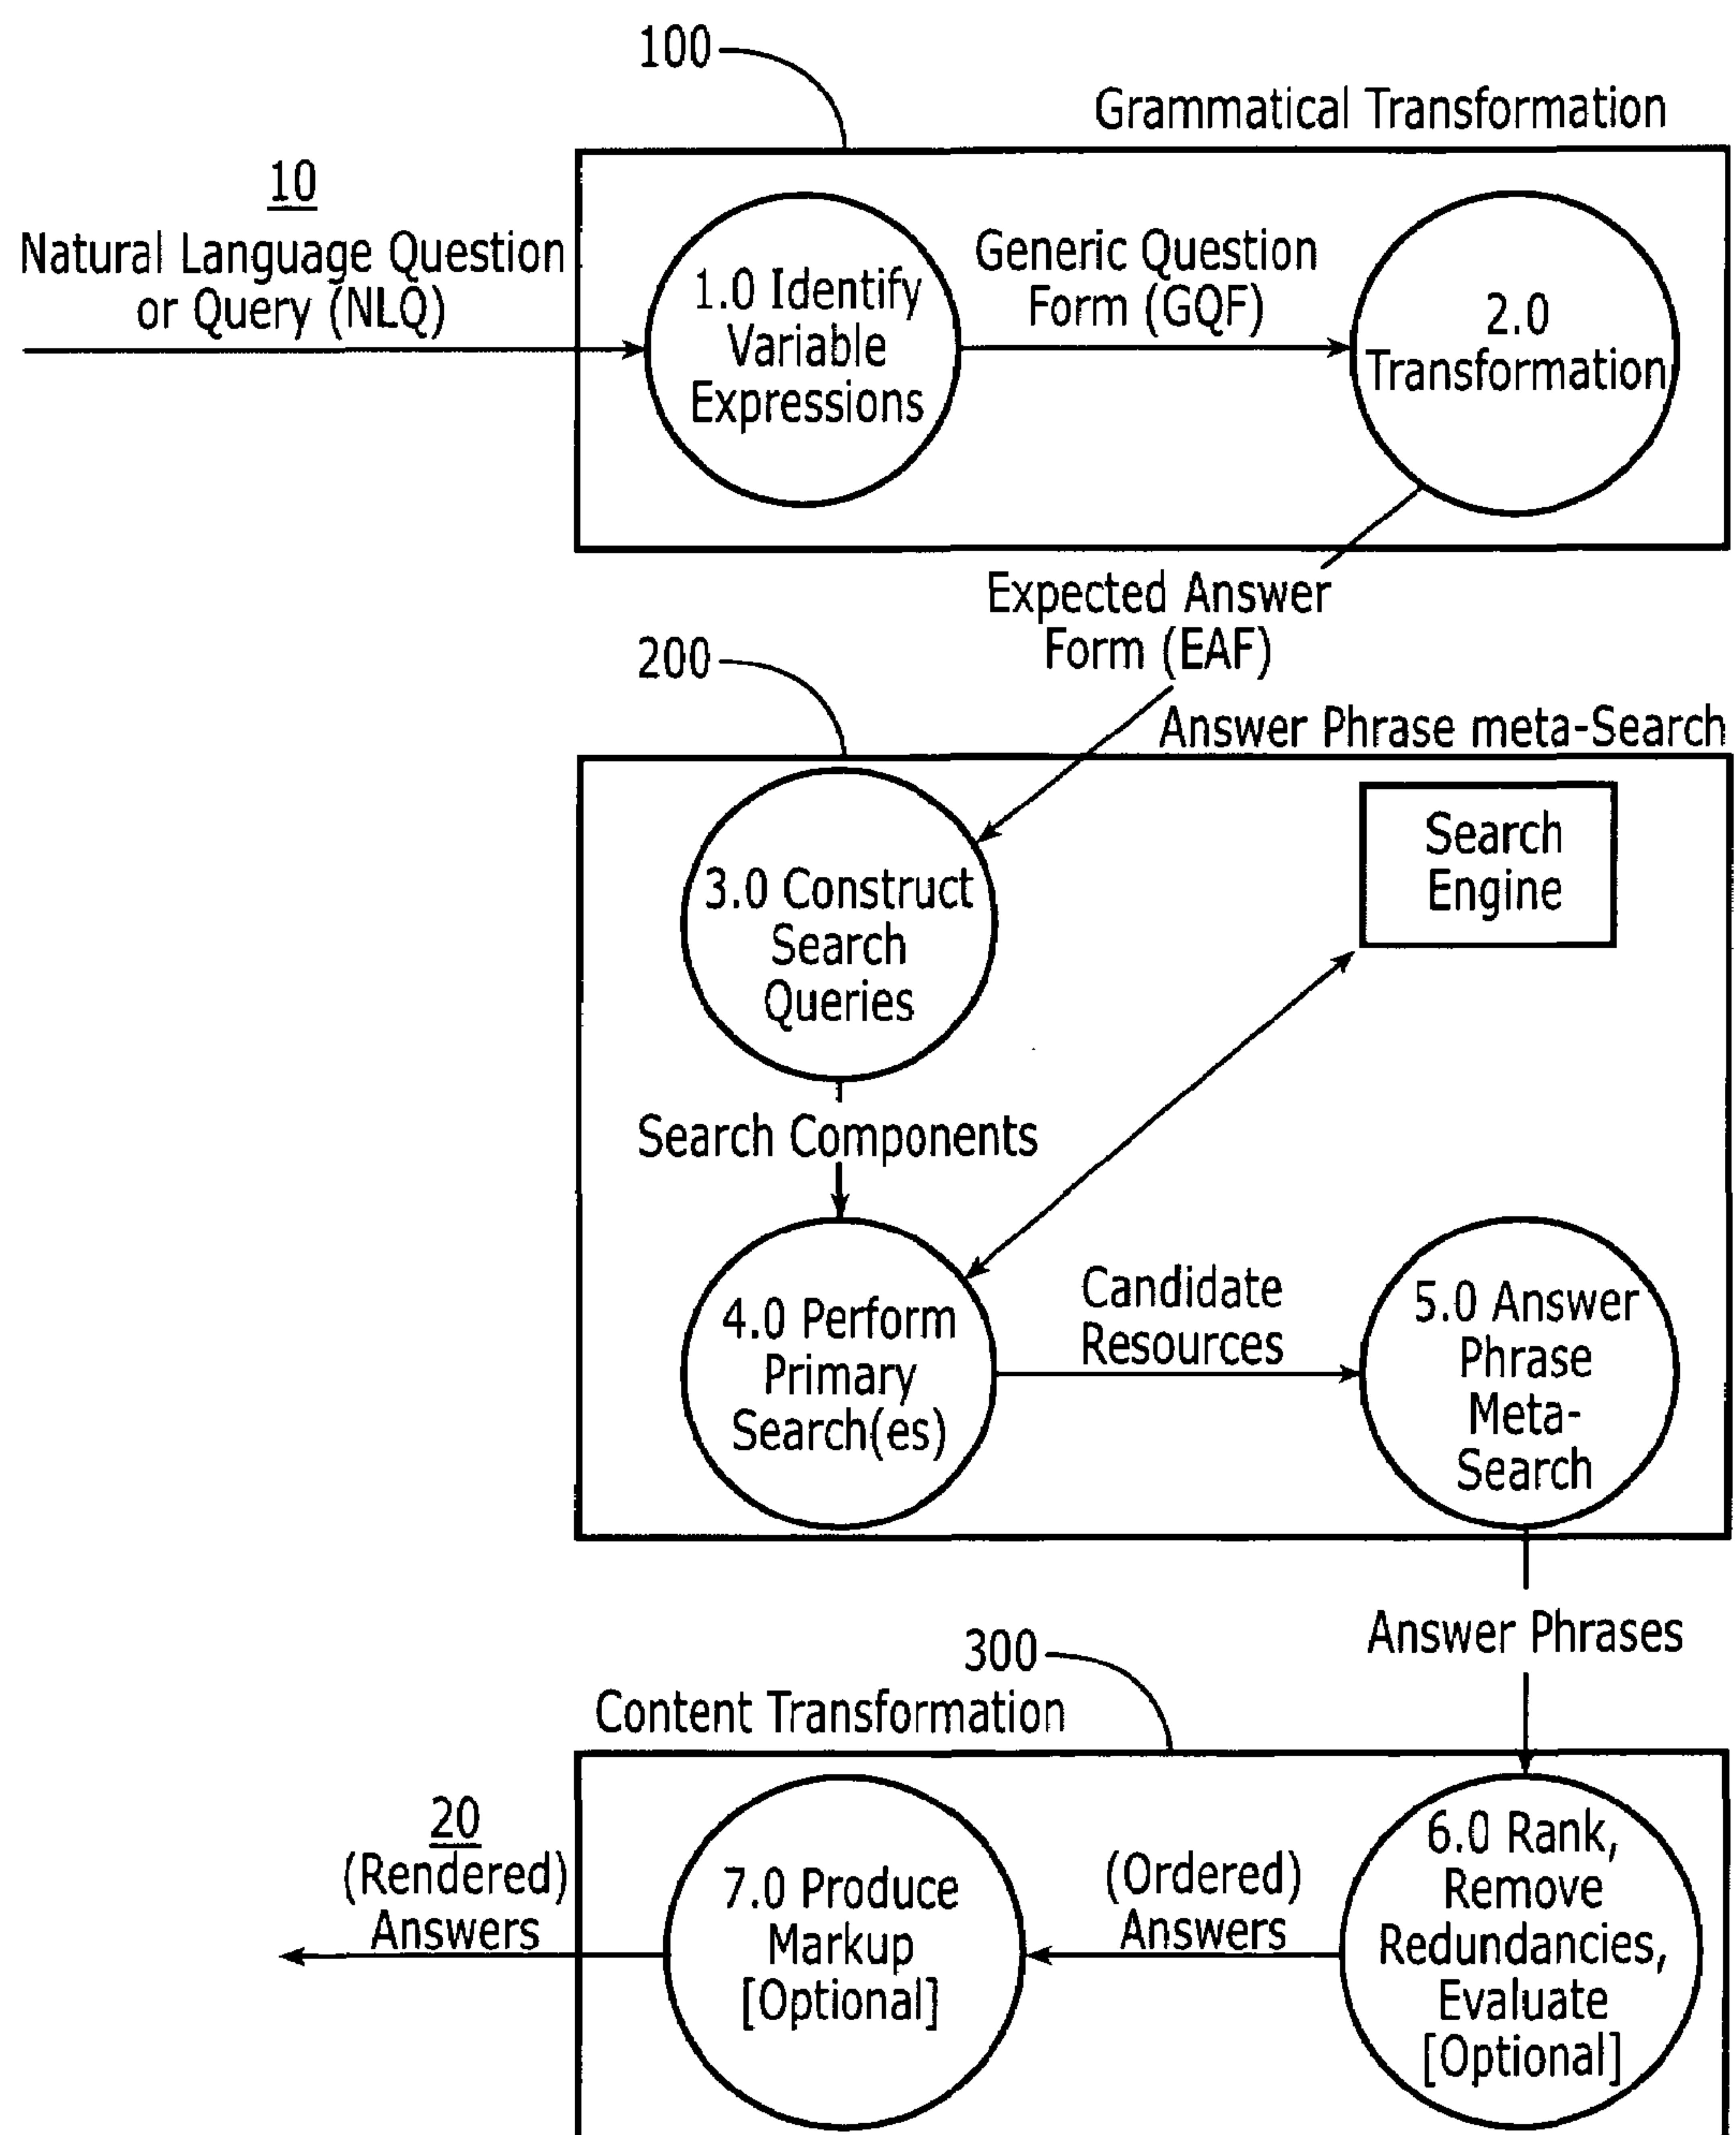 100
Grammatical Transformation
10
Natural Language Question
or Query (NLQ)
1.0 Identify
Variable
Expressions
Generic Question
Form (GQF)
2.0
Transformation
Expected Answer
Form (EAF)
200
Answer Phrase meta-Search
3.0 Construct
Search
Queries
Search
Engine
Search Components
4.0 Perform
Primary
Search(es)
Candidate
Resources
5.0 Answer
Phrase
Meta-
Search
Answer Phrases
300
Content Transformation
20
(Rendered)
Answers
7.0 Produce
Markup
[Optional]
(Ordered)
Answers
6.0 Rank,
Remove
Redundancies,
Evaluate
[Optional]